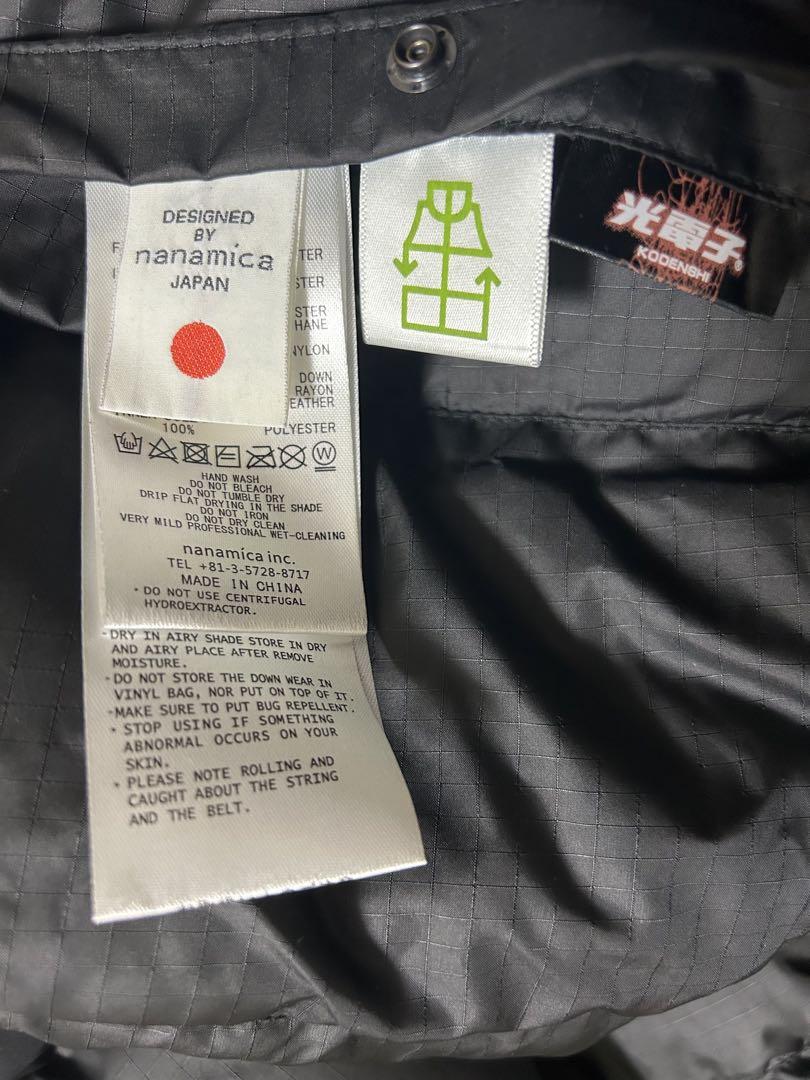 DESIGNED
BY
nanamica
JAPAN
NYLON
DOWN
RAYON
POLYESTER
100%
W
HAND WASH
DO NOT BLEACH
DO NOT TUMBLE DRY
DRIP FLAT DRYING IN THE SHADE
DO NOT IRON
DO NOT DRY CLEAN
VERY MILD PROFESSIONAL WET-CLEANING
nanamica inc.
TEL +81-3-5728-8717
MADE IN CHINA
・DO NOT USE CENTRIFUGAL
HYDROEXTRACTOR.
・DRY IN AIRY SHADE STORE IN DRY
AND AIRY PLACE AFTER REMOVE
MOISTURE.
・DO NOT STORE THE DOWN WEAR IN
VINYL BAG, NOR PUT ON TOP OF IT.
・MAKE SURE TO PUT BUG REPELLENT.
・STOP USING IF SOMETHING
ABNORMAL OCCURS ON YOUR
SKIN.
・PLEASE NOTE ROLLING AND
CAUGHT ABOUT THE STRING
AND THE BELT.
光電子®
KODENSHI